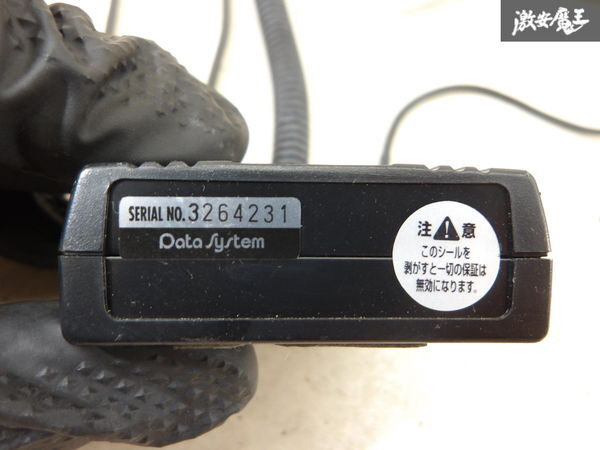 激安魔王
SERIAL NO. 3264231
Data System
注⚠意
このシールを
剥がすと一切の保証は
無効になります。